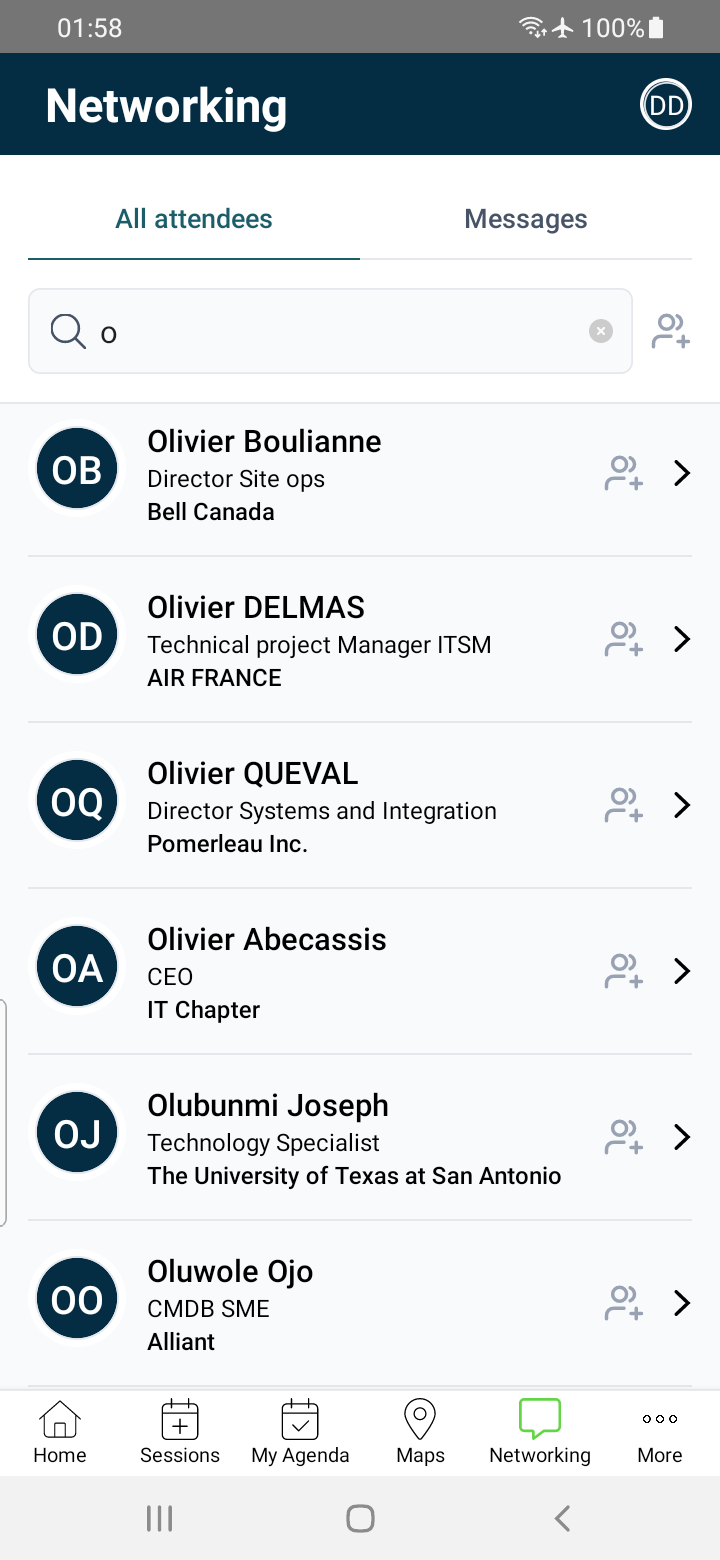 01:58
100%
Networking
DD
All attendees
Messages
o
OB
Olivier Boulianne
Director Site ops
Bell Canada
OD
Olivier DELMAS
Technical project Manager ITSM
AIR FRANCE
OQ
Olivier QUEVAL
Director Systems and Integration
Pomerleau Inc.
OA
Olivier Abecassis
CEO
IT Chapter
OJ
Olubunmi Joseph
Technology Specialist
The University of Texas at San Antonio
OO
Oluwole Ojo
CMDB SME
Alliant
Home
Sessions
My Agenda
Maps
Networking
More